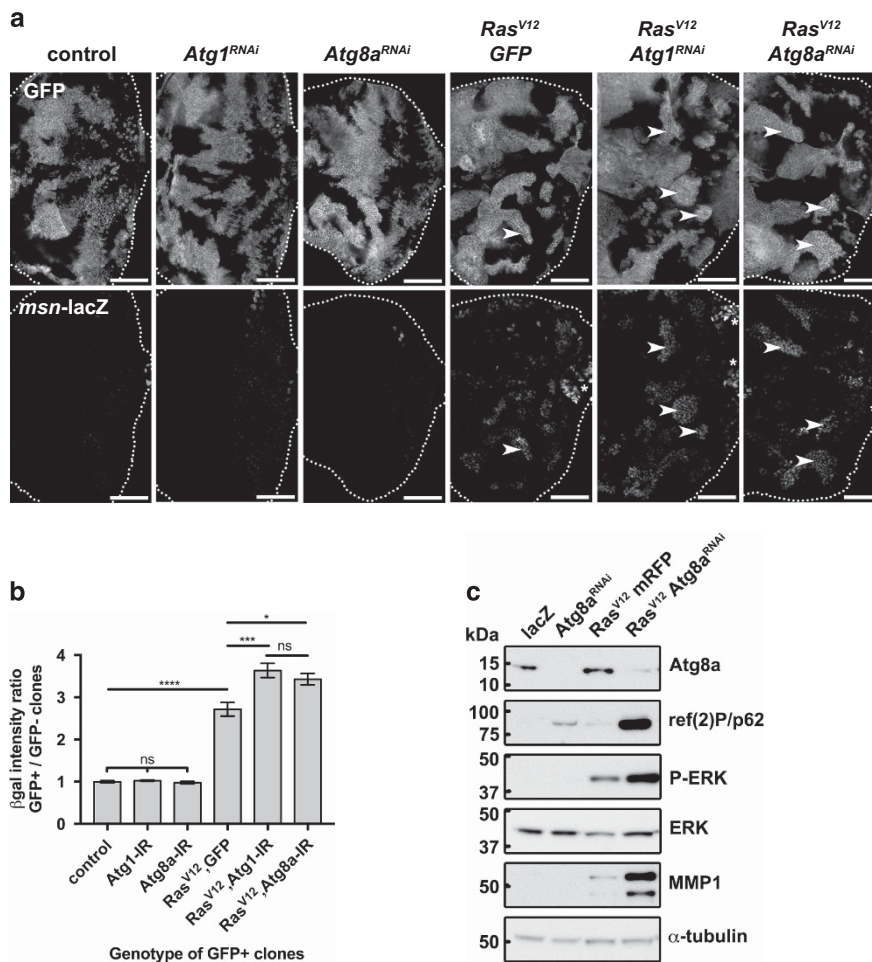 a
control
Atg1RNAi
Atg8aRNAi
RasV12
GFP
RasV12
Atg1RNAi
RasV12
Atg8aRNAi
GFP
msn-lacZ
*
*
*
b
βgal intensity ratio
GFP+ / GFP- clones
5
4
3
2
1
0
ns
****
***
*
ns
control
Atg1-IR
Atg8a-IR
RasV12,GFP
RasV12,Atg1-IR
RasV12,Atg8a-IR
Genotype of GFP+ clones
c
lacZ
Atg8aRNAi
RasV12 mRFP
RasV12 Atg8aRNAi
kDa
15
10
Atg8a
100
75
ref(2)P/p62
50
37
P-ERK
50
37
ERK
50
MMP1
50
α-tubulin